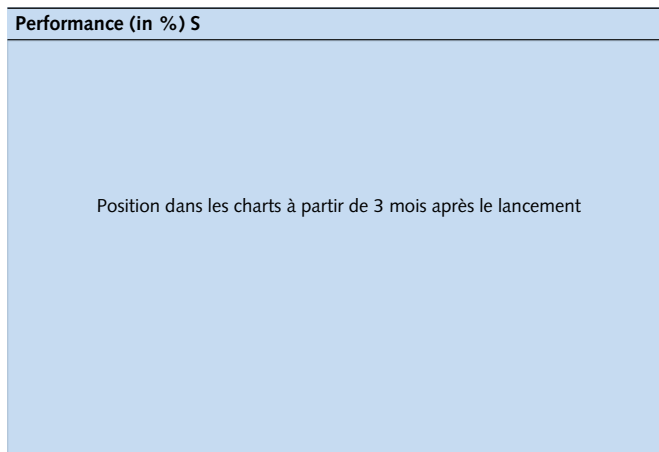 Performance (in %) S
Position dans les charts à partir de 3 mois après le lancement